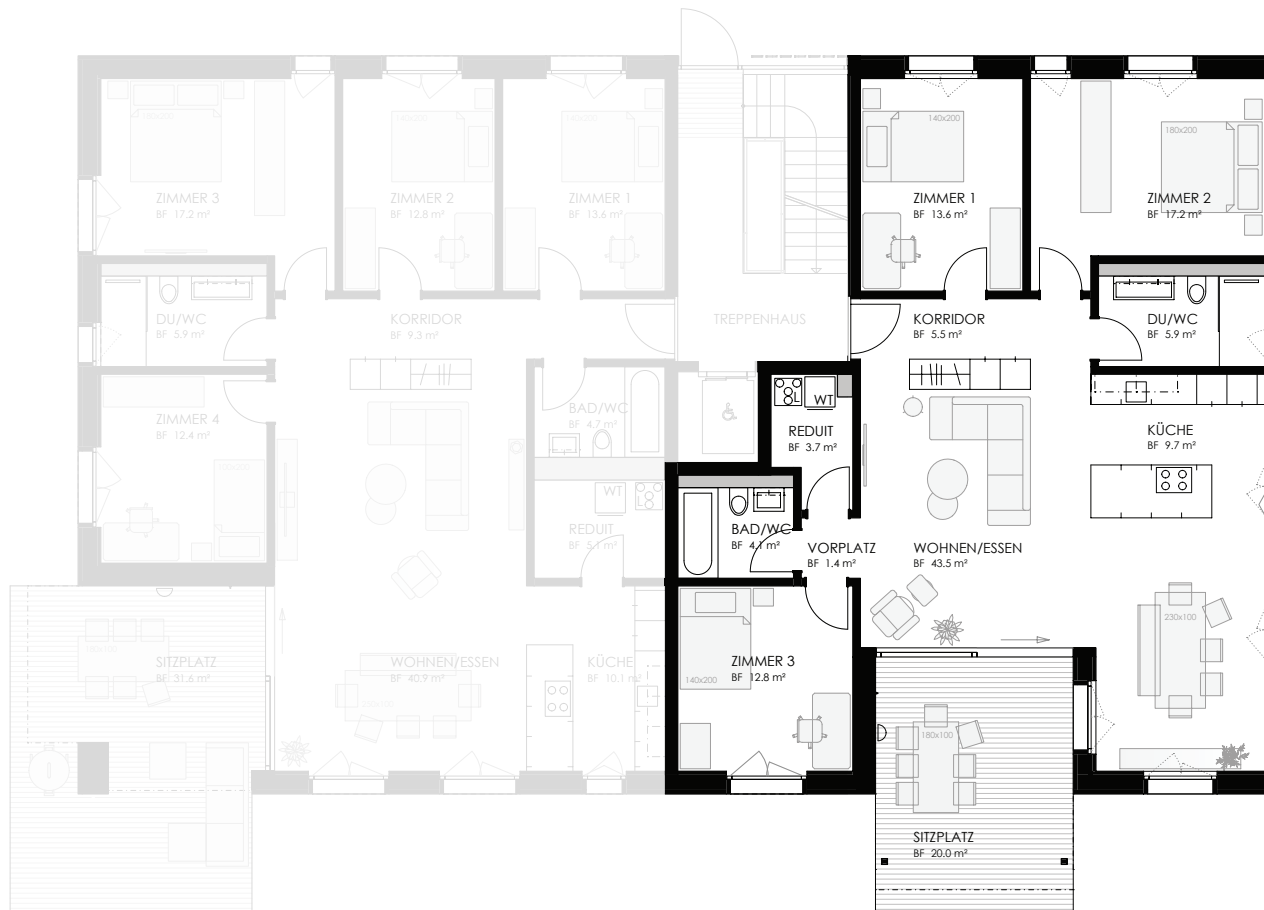 180x200
ZIMMER 3
BF 17.2 m²
140x200
ZIMMER 2
BF 12.8 m²
140x200
ZIMMER 1
BF 13.6 m²
140x200
ZIMMER 1
BF 13.6 m²
180x200
ZIMMER 2
BF 17.2 m²
DU/WC
BF 5.9 m²
KORRIDOR
BF 9.3 m²
TREPPENHAUS
KORRIDOR
BF 5.5 m²
DU/WC
BF 5.9 m²
ZIMMER 4
BF 12.4 m²
BAD/WC
BF 4.7 m²
WT
REDUIT
BF 3.7 m²
KÜCHE
BF 9.7 m²
WT
REDUIT
BF 5.1 m²
BAD/WC
BF 4.1 m²
VORPLATZ
BF 1.4 m²
WOHNEN/ESSEN
BF 43.5 m²
230x100
SITZPLATZ
BF 31.6 m²
WOHNEN/ESSEN
BF 40.9 m²
KÜCHE
BF 10.1 m²
ZIMMER 3
BF 12.8 m²
140x200
180x100
SITZPLATZ
BF 20.0 m²